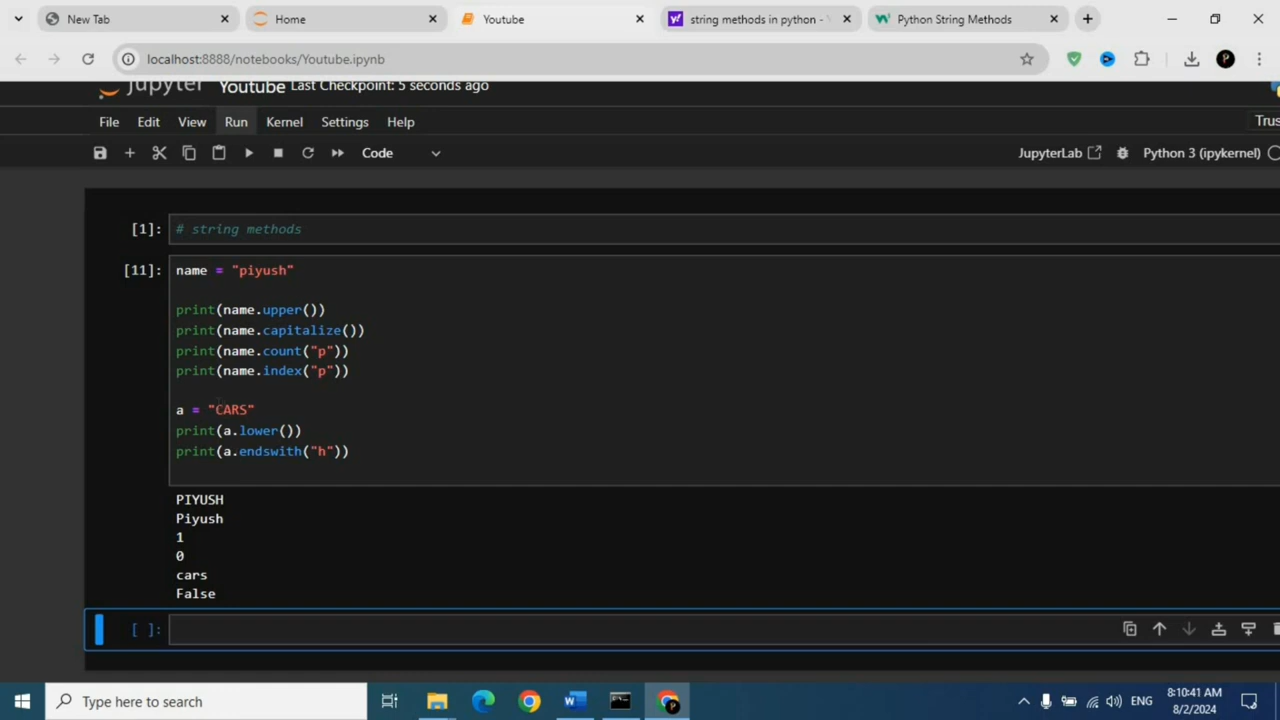 New Tab
Home
Youtube
string methods in python -
Python String Methods
localhost:8888/notebooks/Youtube.ipynb
jupyter Youtube Last Checkpoint: 5 seconds ago
File Edit View Run Kernel Settings Help
Trus
Code
JupyterLab
Python 3 (ipykernel)
[1]: # string methods
[11]: name = "piyush"
print(name.upper())
print(name.capitalize())
print(name.count("p"))
print(name.index("p"))
a = "CARS"
print(a.lower())
print(a.endswith("h"))
PIYUSH
Piyush
1
0
cars
False
[ ]:
Type here to search
ENG
8:10:41 AM
8/2/2024